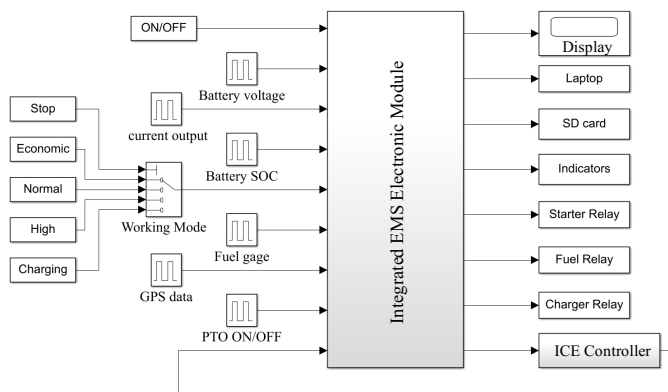 ON/OFF
Battery voltage
current output
Battery SOC
Stop
Economic
Normal
High
Charging
Working Mode
Fuel gage
GPS data
PTO ON/OFF
Integrated EMS Electronic Module
Display
Laptop
SD card
Indicators
Starter Relay
Fuel Relay
Charger Relay
ICE Controller